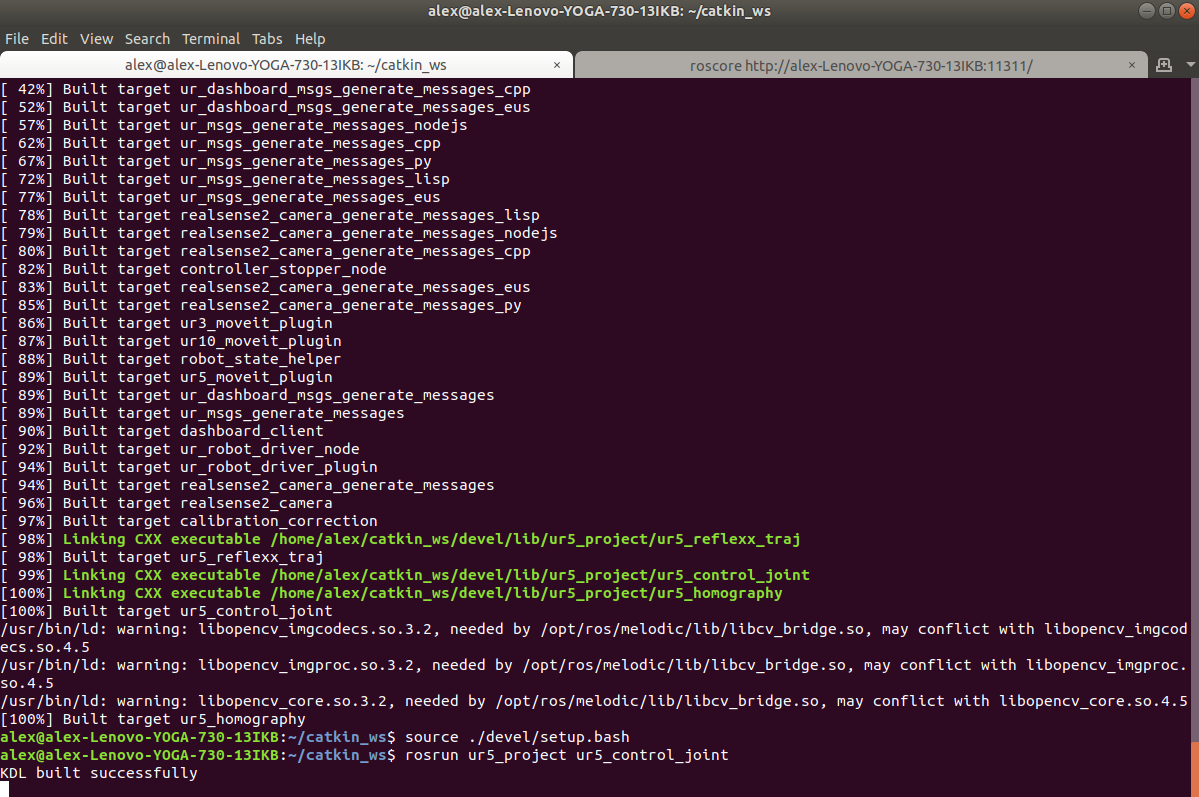 alex@alex-Lenovo-YOGA-730-13IKB: ~/catkin_ws
File Edit View Search Terminal Tabs Help
alex@alex-Lenovo-YOGA-730-13IKB: ~/catkin_ws × roscore http://alex-Lenovo-YOGA-730-13IKB:11311/ ×
[ 42%] Built target ur_dashboard_msgs_generate_messages_cpp
[ 52%] Built target ur_dashboard_msgs_generate_messages_eus
[ 57%] Built target ur_msgs_generate_messages_nodejs
[ 62%] Built target ur_msgs_generate_messages_cpp
[ 67%] Built target ur_msgs_generate_messages_py
[ 72%] Built target ur_msgs_generate_messages_lisp
[ 77%] Built target ur_msgs_generate_messages_eus
[ 78%] Built target realsense2_camera_generate_messages_lisp
[ 79%] Built target realsense2_camera_generate_messages_nodejs
[ 80%] Built target realsense2_camera_generate_messages_cpp
[ 82%] Built target controller_stopper_node
[ 83%] Built target realsense2_camera_generate_messages_eus
[ 85%] Built target realsense2_camera_generate_messages_py
[ 86%] Built target ur3_moveit_plugin
[ 87%] Built target ur10_moveit_plugin
[ 88%] Built target robot_state_helper
[ 89%] Built target ur5_moveit_plugin
[ 89%] Built target ur_dashboard_msgs_generate_messages
[ 89%] Built target ur_msgs_generate_messages
[ 90%] Built target dashboard_client
[ 92%] Built target ur_robot_driver_node
[ 94%] Built target ur_robot_driver_plugin
[ 94%] Built target realsense2_camera_generate_messages
[ 96%] Built target realsense2_camera
[ 97%] Built target calibration_correction
[ 98%] Linking CXX executable /home/alex/catkin_ws/devel/lib/ur5_project/ur5_reflexx_traj
[ 98%] Built target ur5_reflexx_traj
[ 99%] Linking CXX executable /home/alex/catkin_ws/devel/lib/ur5_project/ur5_control_joint
[100%] Linking CXX executable /home/alex/catkin_ws/devel/lib/ur5_project/ur5_homography
[100%] Built target ur5_control_joint
/usr/bin/ld: warning: libopencv_imgcodecs.so.3.2, needed by /opt/ros/melodic/lib/libcv_bridge.so, may conflict with libopencv_imgcod
ecs.so.4.5
/usr/bin/ld: warning: libopencv_imgproc.so.3.2, needed by /opt/ros/melodic/lib/libcv_bridge.so, may conflict with libopencv_imgproc.
so.4.5
/usr/bin/ld: warning: libopencv_core.so.3.2, needed by /opt/ros/melodic/lib/libcv_bridge.so, may conflict with libopencv_core.so.4.5
[100%] Built target ur5_homography
alex@alex-Lenovo-YOGA-730-13IKB:~/catkin_ws$ source ./devel/setup.bash
alex@alex-Lenovo-YOGA-730-13IKB:~/catkin_ws$ rosrun ur5_project ur5_control_joint
KDL built successfully